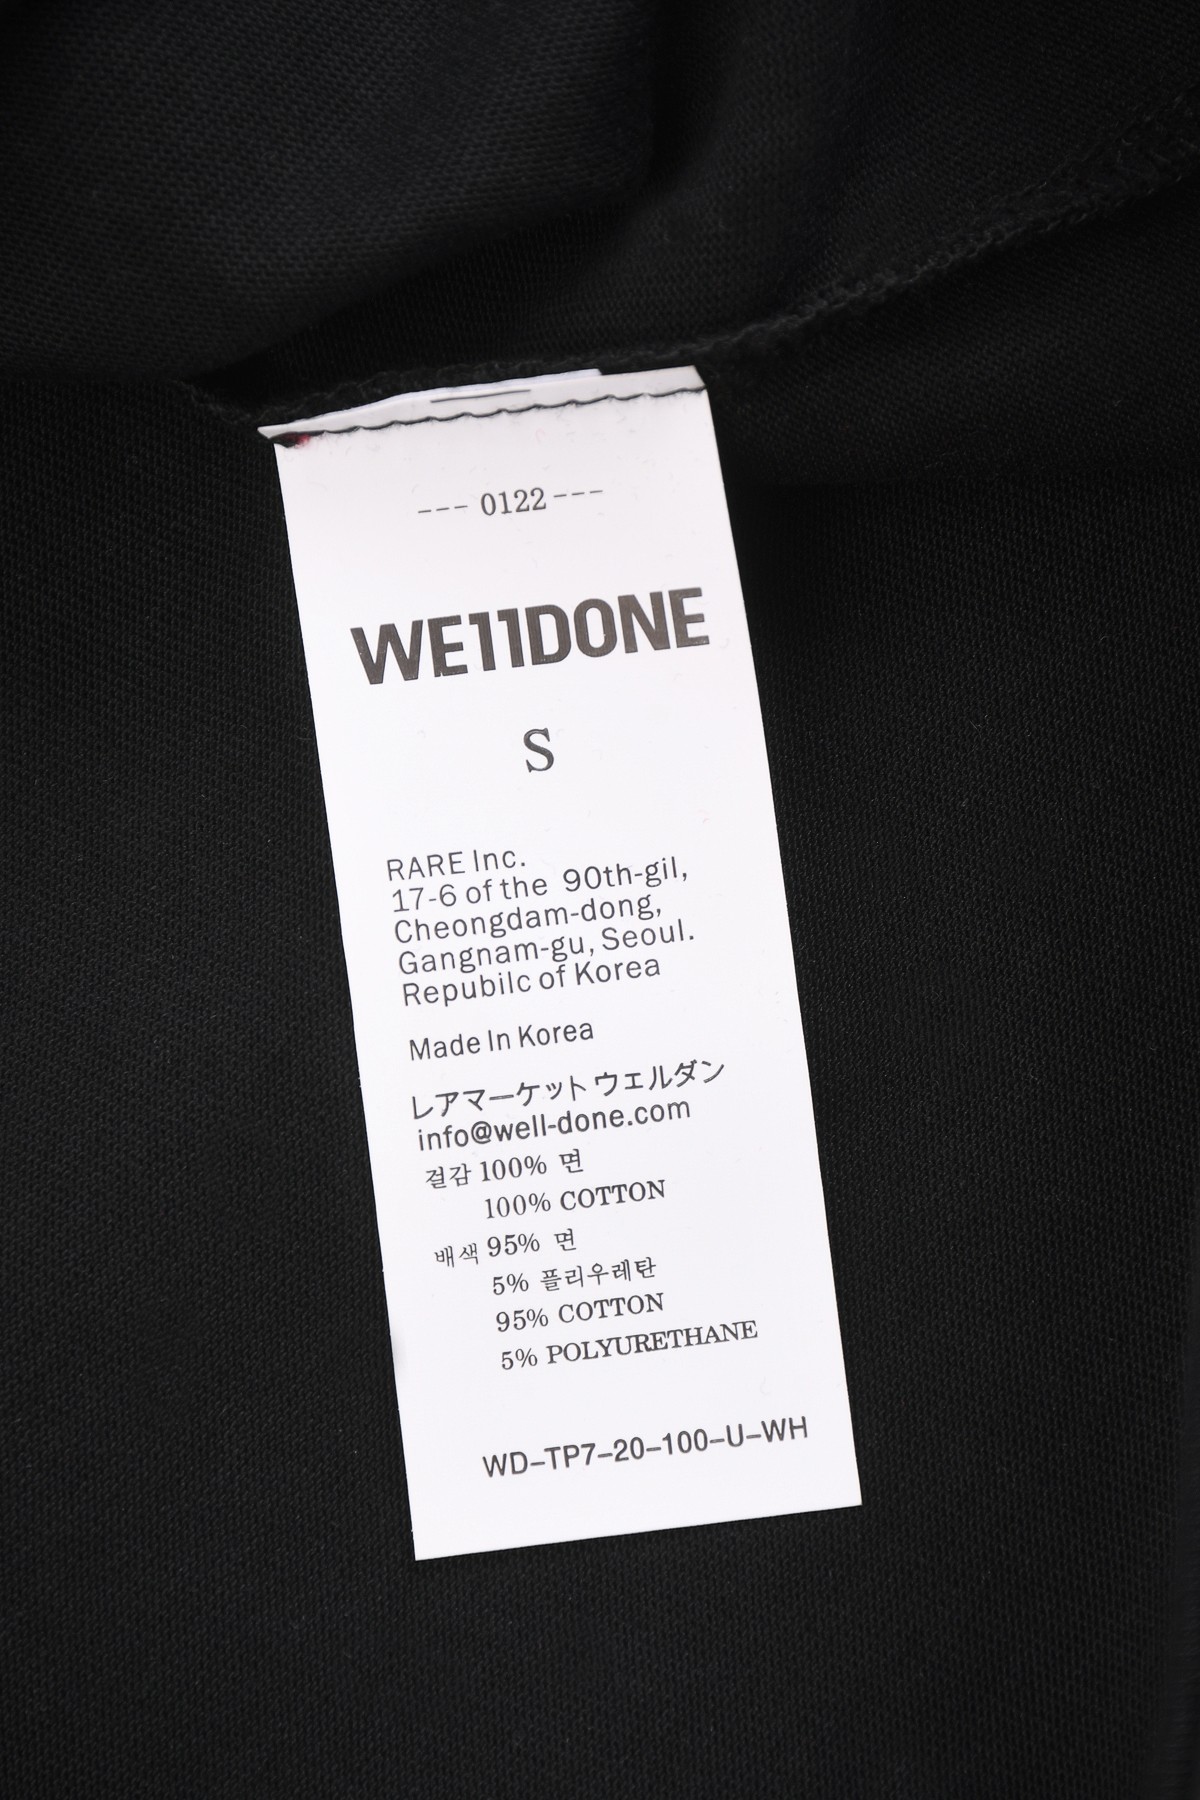 --- 0122 ---
WE11DONE
S
RARE Inc.
17-6 of the 90th-gil,
Cheongdam-dong,
Gangnam-gu, Seoul.
Repubilc of Korea
Made In Korea
レアマーケット ウェルダン
info@well-done.com
겉감 100% 면
100% COTTON
배색 95% 면
5% 폴리우레탄
95% COTTON
5% POLYURETHANE
WD-TP7-20-100-U-WH